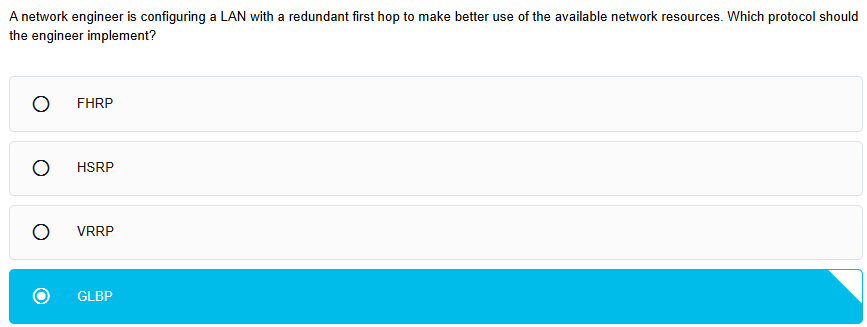 A network engineer is configuring a LAN with a redundant first hop to make better use of the available network resources. Which protocol should
the engineer implement?
FHRP
HSRP
VRRP
GLBP